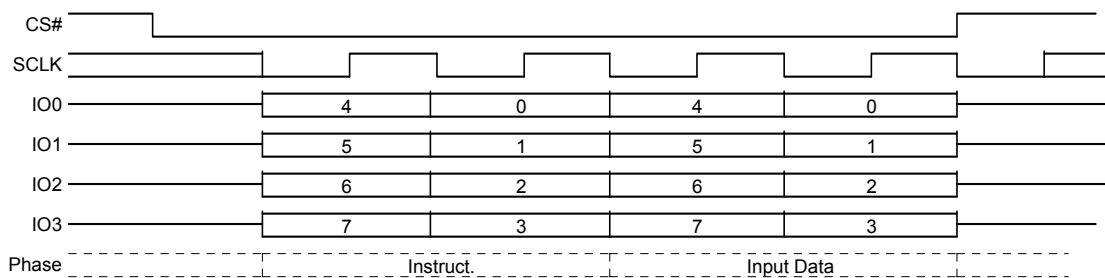 CS#
SCLK
IO0 4 0 4 0
IO1 5 1 5 1
IO2 6 2 6 2
IO3 7 3 7 3
Phase Instruct. Input Data